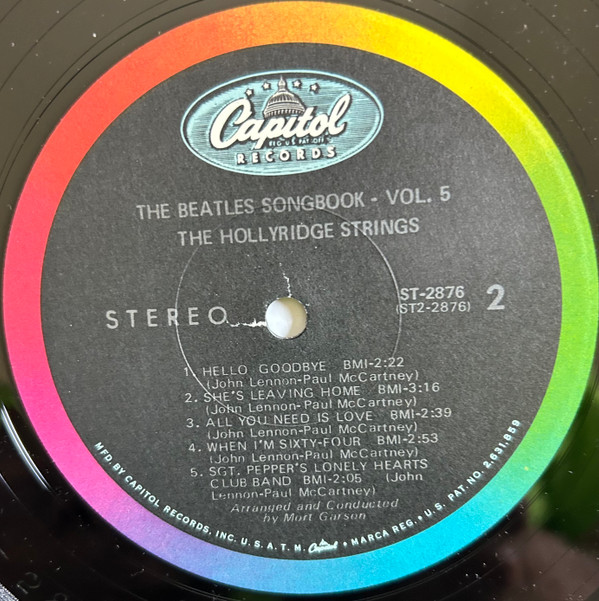 Capitol
REG. U.S. PAT. OFF.
RECORDS
THE BEATLES SONGBOOK - VOL. 5
THE HOLLYRIDGE STRINGS
STEREO
ST-2876
(ST2-2876)
2
1. HELLO GOODBYE BMI-2:22
(John Lennon-Paul McCartney)
2. SHE'S LEAVING HOME BMI-3:16
(John Lennon-Paul McCartney)
3. ALL YOU NEED IS LOVE BMI-2:39
(John Lennon-Paul McCartney)
4. WHEN I'M SIXTY-FOUR BMI-2:53
(John Lennon-Paul McCartney)
5. SGT. PEPPER'S LONELY HEARTS
CLUB BAND BMI-2:05 (John
Lennon-Paul McCartney)
Arranged and Conducted
by Mort Garson
MFD. BY CAPITOL RECORDS, INC. U.S.A. T.M. Capitol • MARCA REG. • U.S. PAT. NO. 2,631,859